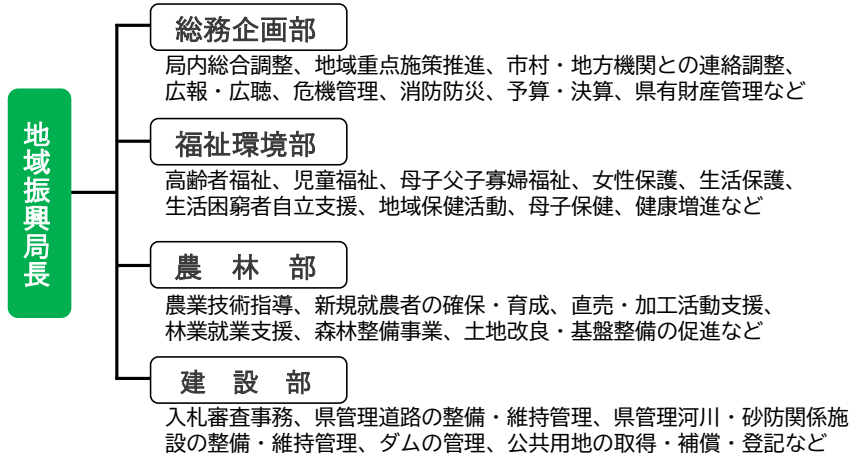 地域振興局長
総務企画部
局内総合調整、地域重点施策推進、市村・地方機関との連絡調整、
広報・広聴、危機管理、消防防災、予算・決算、県有財産管理など
福祉環境部
高齢者福祉、児童福祉、母子父子寡婦福祉、女性保護、生活保護、
生活困窮者自立支援、地域保健活動、母子保健、健康増進など
農　林　部
農業技術指導、新規就農者の確保・育成、直売・加工活動支援、
林業就業支援、森林整備事業、土地改良・基盤整備の促進など
建　設　部
入札審査事務、県管理道路の整備・維持管理、県管理河川・砂防関係施
設の整備・維持管理、ダムの管理、公共用地の取得・補償・登記など